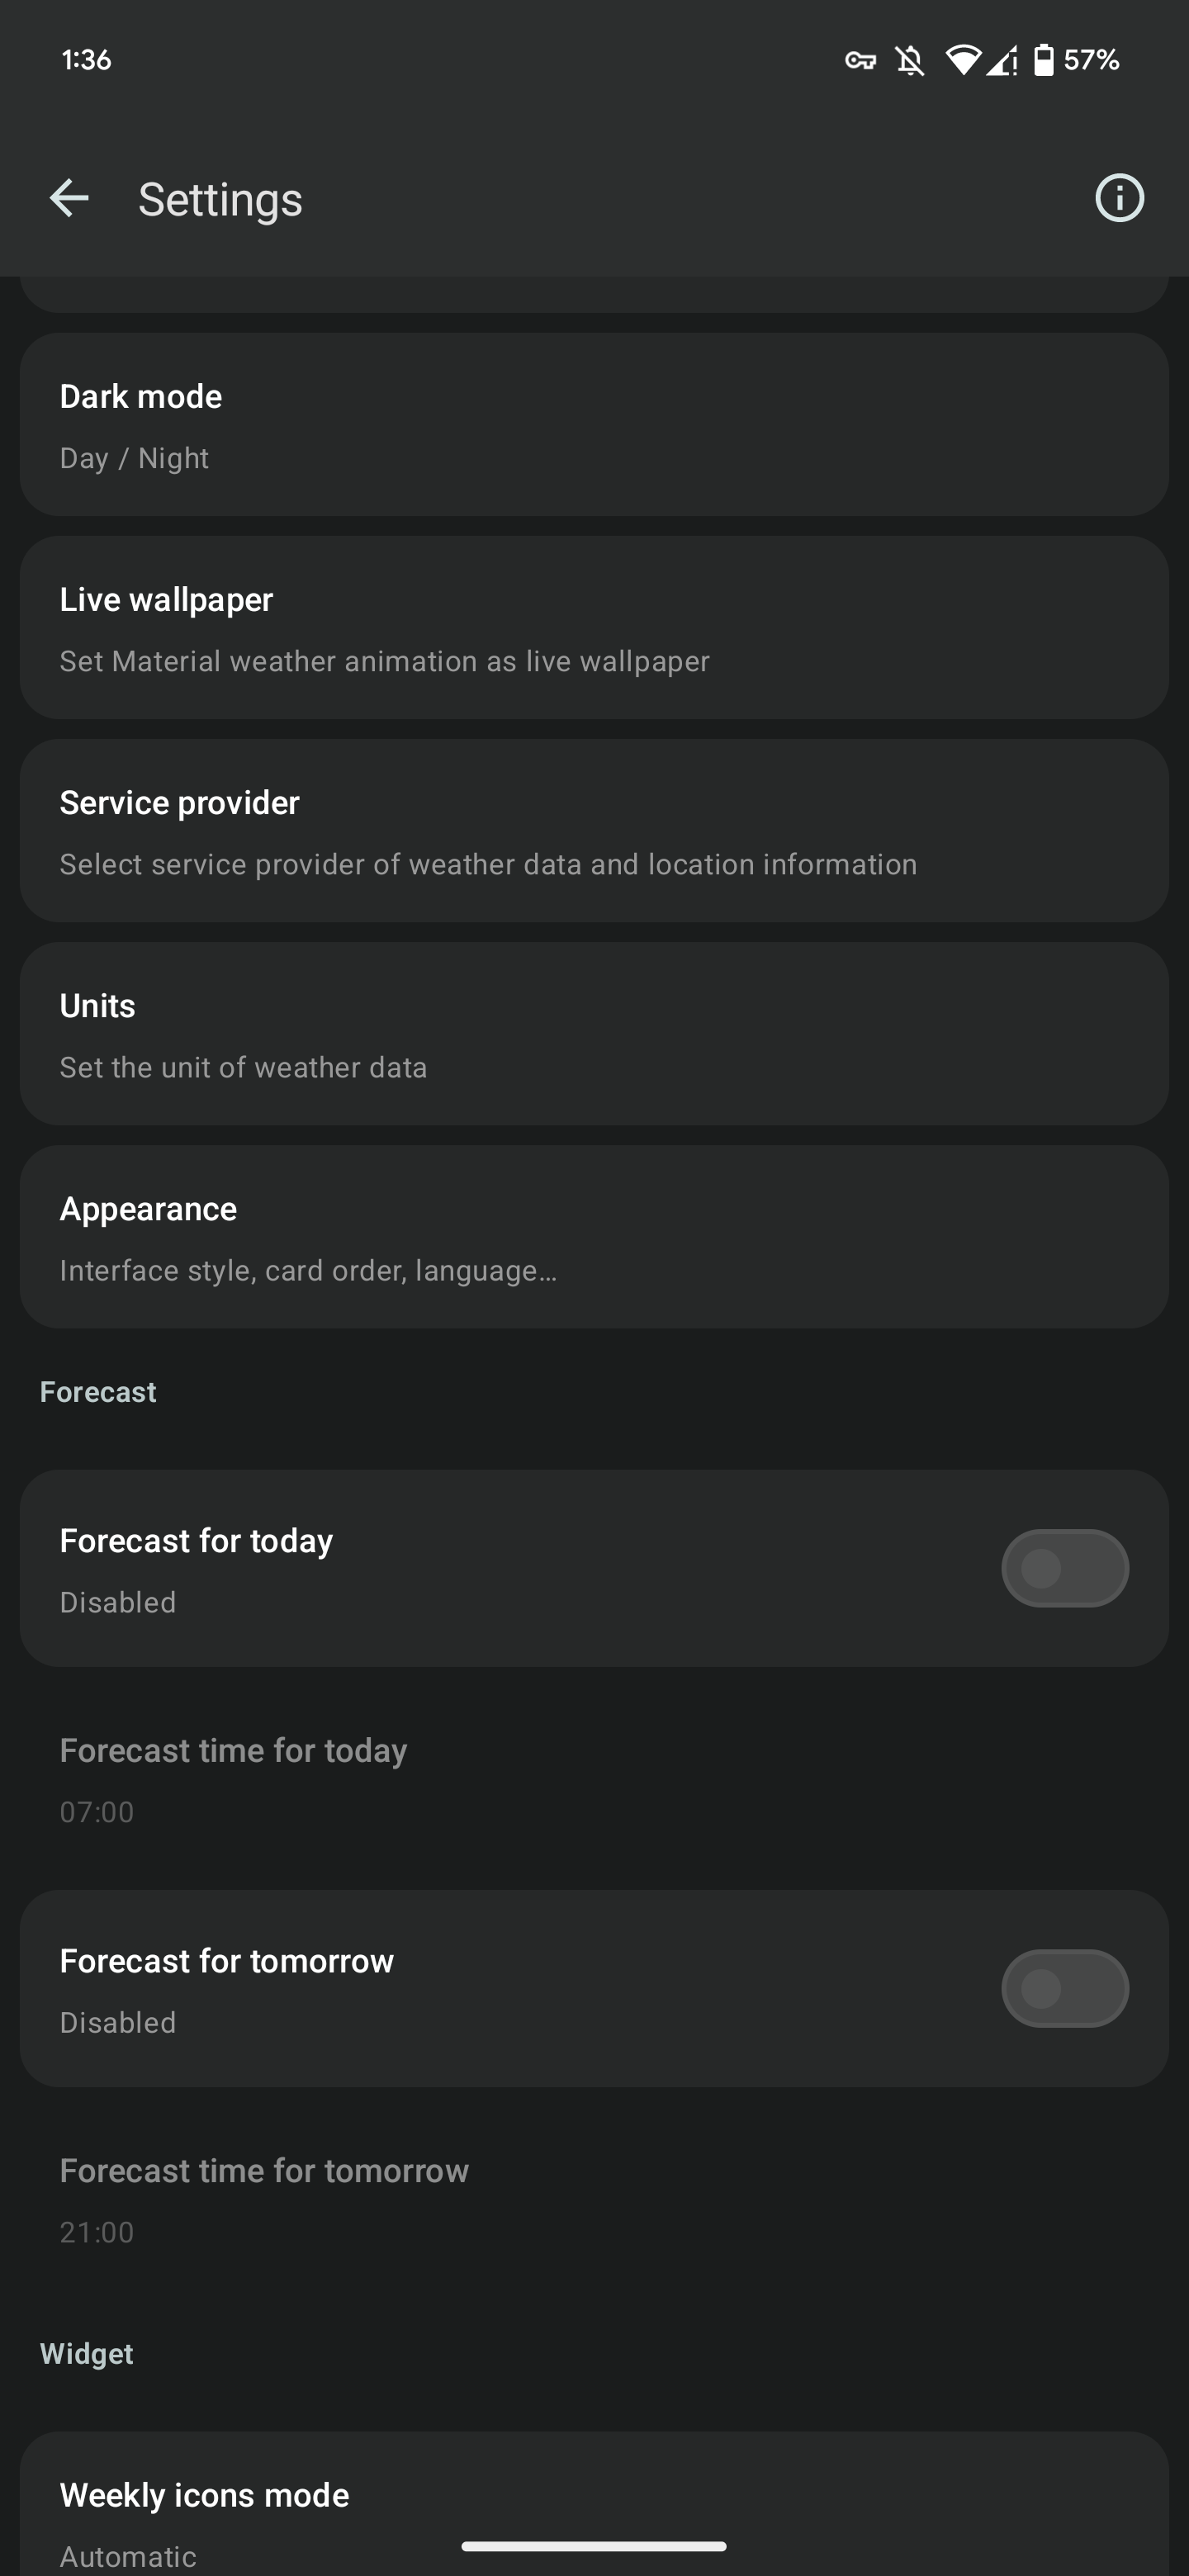 1:36
57%
Settings
Dark mode
Day / Night
Live wallpaper
Set Material weather animation as live wallpaper
Service provider
Select service provider of weather data and location information
Units
Set the unit of weather data
Appearance
Interface style, card order, language…
Forecast
Forecast for today
Disabled
Forecast time for today
07:00
Forecast for tomorrow
Disabled
Forecast time for tomorrow
21:00
Widget
Weekly icons mode
Automatic